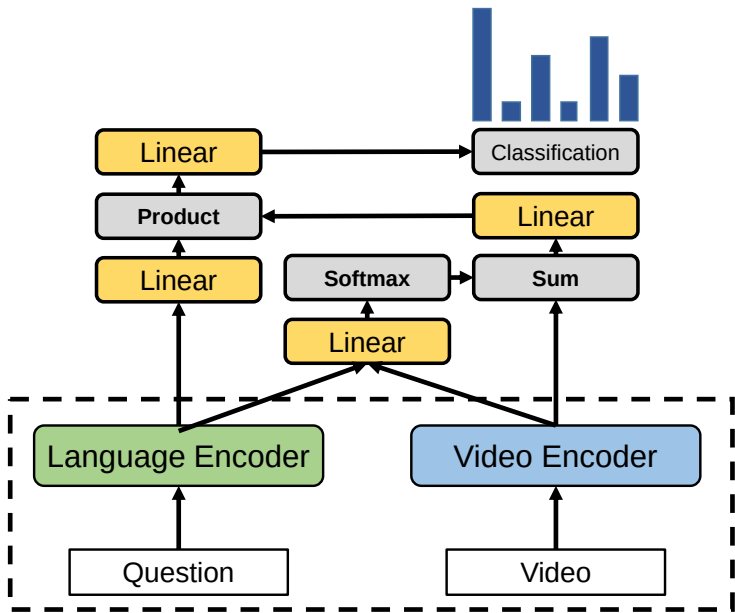 Linear
Classification
Product
Linear
Linear
Softmax
Sum
Linear
Language Encoder
Video Encoder
Question
Video